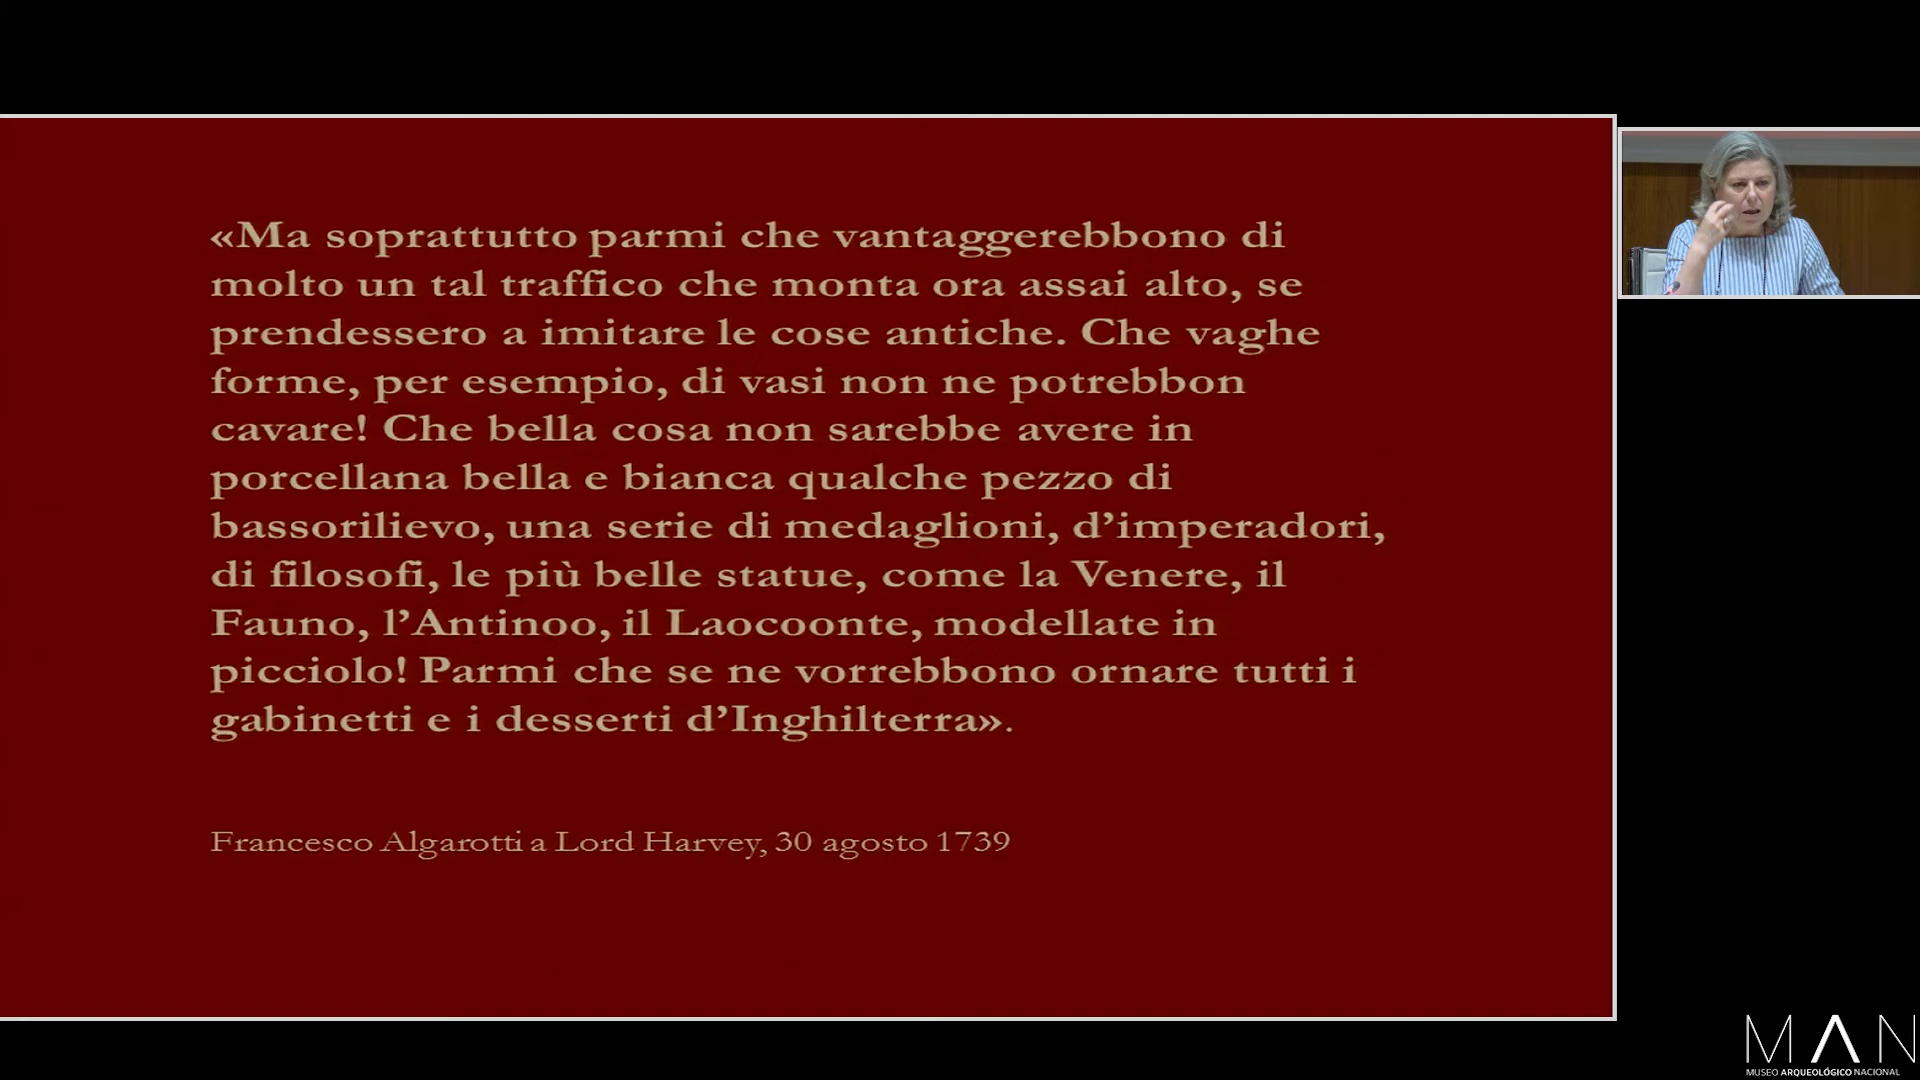 «Ma soprattutto parmi che vantaggerebbono di
molto un tal traffico che monta ora assai alto, se
prendessero a imitare le cose antiche. Che vaghe
forme, per esempio, di vasi non ne potrebbon
cavare! Che bella cosa non sarebbe avere in
porcellana bella e bianca qualche pezzo di
bassorilievo, una serie di medaglioni, d’imperadori,
di filosofi, le più belle statue, come la Venere, il
Fauno, l’Antinoo, il Laocoonte, modellate in
picciolo! Parmi che se ne vorrebbono ornare tutti i
gabinetti e i desserti d’Inghilterra».
Francesco Algarotti a Lord Harvey, 30 agosto 1739
MAN
MUSEO ARQUEOLÓGICO NACIONAL